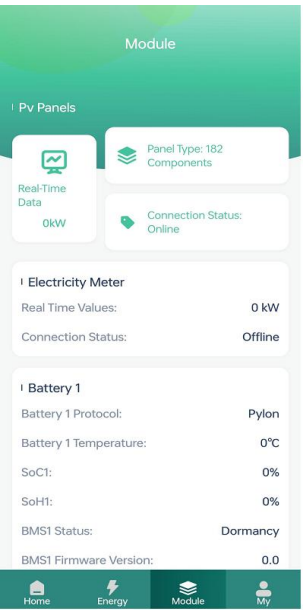 Module
Pv Panels
Real-Time
Data
0kW
Panel Type: 182
Components
Connection Status:
Online
Electricity Meter
Real Time Values: 0 kW
Connection Status: Offline
Battery 1
Battery 1 Protocol: Pylon
Battery 1 Temperature: 0°C
SoC1: 0%
SoH1: 0%
BMS1 Status: Dormancy
BMS1 Firmware Version: 0.0
Home Energy Module My